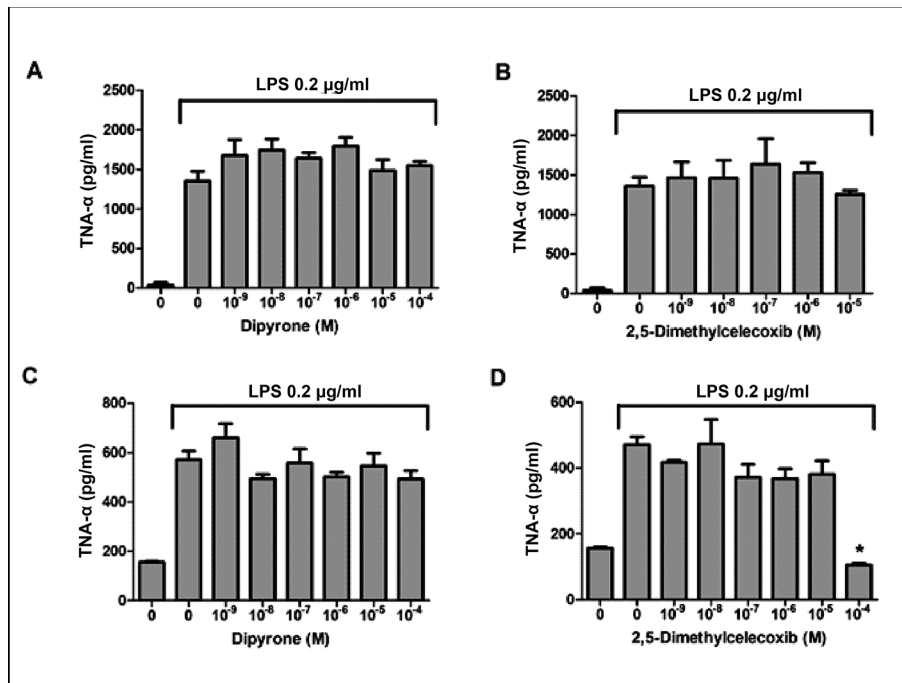 A
LPS 0.2 µg/ml
TNA-α (pg/ml)
2500
2000
1500
1000
500
0
0 0 10⁻⁹ 10⁻⁸ 10⁻⁷ 10⁻⁶ 10⁻⁵ 10⁻⁴
Dipyrone (M)
B
LPS 0.2 µg/ml
TNA-α (pg/ml)
2500
2000
1500
1000
500
0
0 0 10⁻⁹ 10⁻⁸ 10⁻⁷ 10⁻⁶ 10⁻⁵
2,5-Dimethylcelecoxib (M)
C
LPS 0.2 µg/ml
TNA-α (pg/ml)
800
600
400
200
0
0 0 10⁻⁹ 10⁻⁸ 10⁻⁷ 10⁻⁶ 10⁻⁵ 10⁻⁴
Dipyrone (M)
D
LPS 0.2 µg/ml
TNA-α (pg/ml)
600
400
200
0
*
0 0 10⁻⁹ 10⁻⁸ 10⁻⁷ 10⁻⁶ 10⁻⁵ 10⁻⁴
2,5-Dimethylcelecoxib (M)